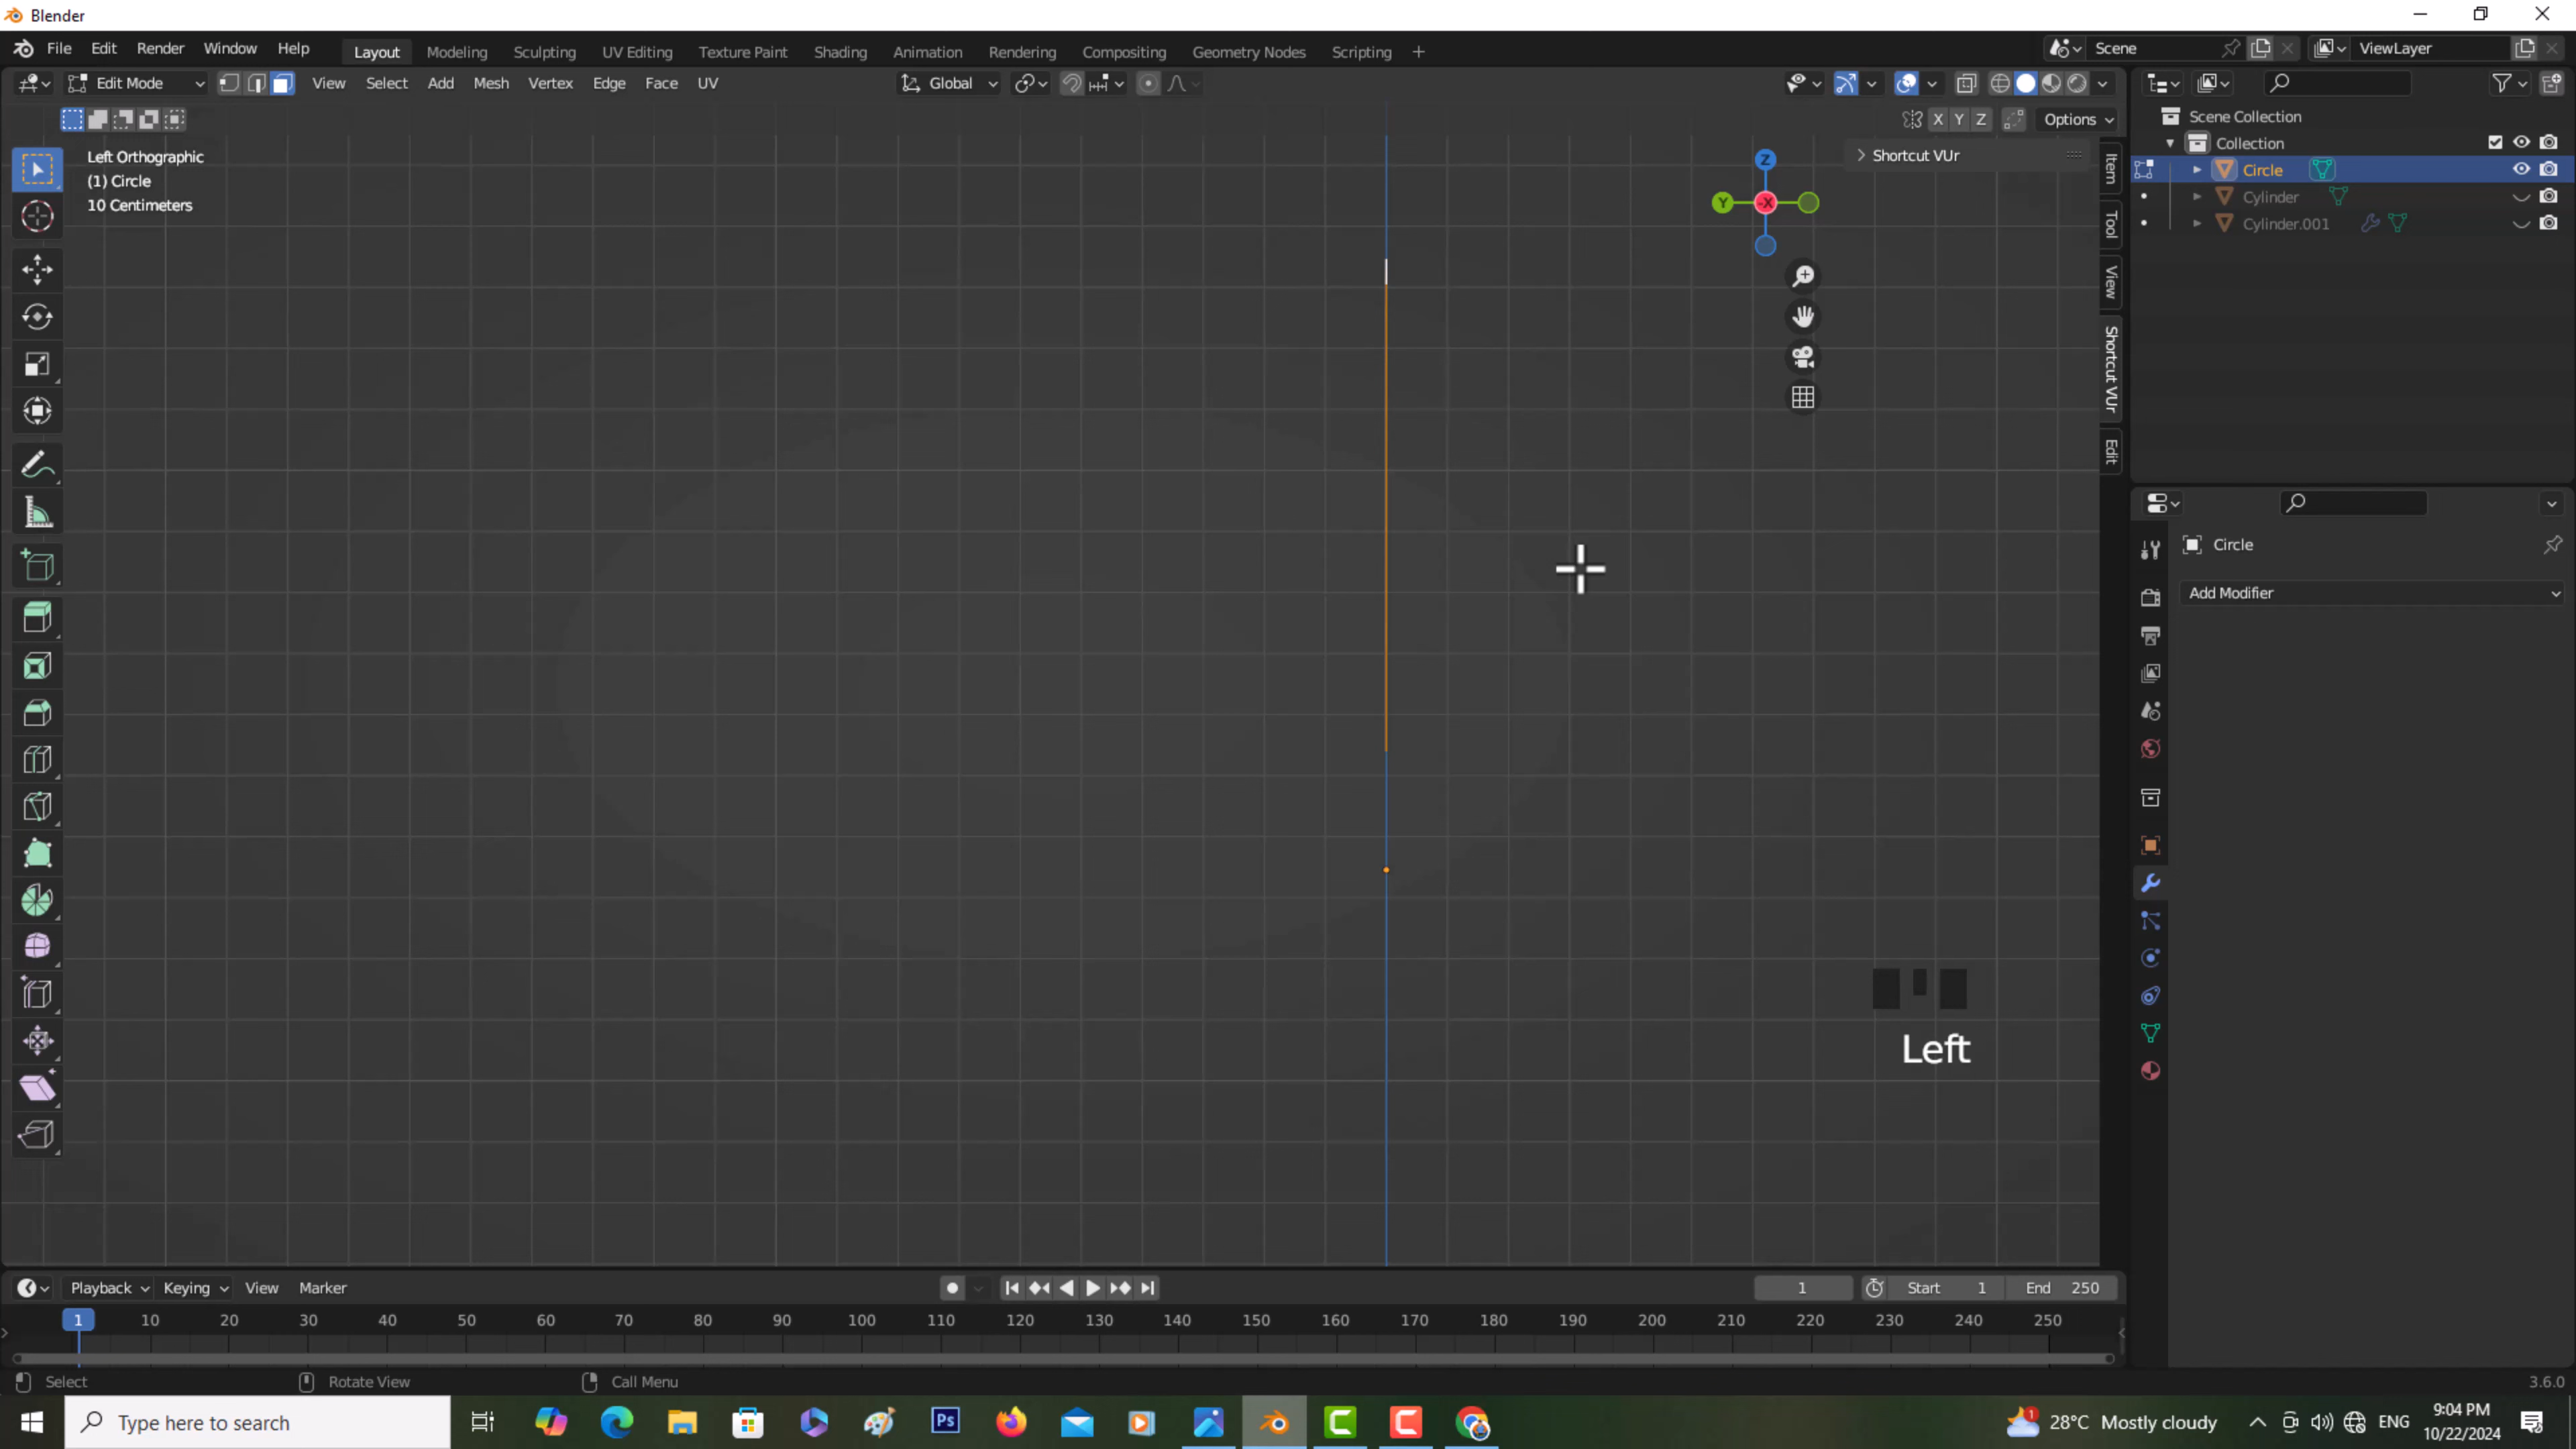 Blender
File Edit Render Window Help Layout Modeling Sculpting UV Editing Texture Paint Shading Animation Rendering Compositing Geometry Nodes Scripting + Scene ViewLayer
Edit Mode View Select Add Mesh Vertex Edge Face UV Global
X Y Z Options
Left Orthographic
(1) Circle
10 Centimeters
Shortcut VUr
Z
Y -X
Item
Tool
View
Shortcut VUr
Edit
Scene Collection
Collection
Circle
Cylinder
Cylinder.001
Circle
Add Modifier
Left
Playback Keying View Marker 1 Start 1 End 250
1 10 20 30 40 50 60 70 80 90 100 110 120 130 140 150 160 170 180 190 200 210 220 230 240 250
Select Rotate View Call Menu 3.6.0
Type here to search Ps 1 28°C Mostly cloudy ENG 9:04 PM
10/22/2024